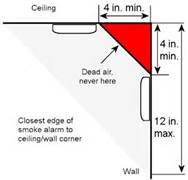 Ceiling
4 in. min.
Dead air,
never here
4 in.
min.
12 in.
max.
Closest edge of
smoke alarm to
ceiling/wall corner
Wall